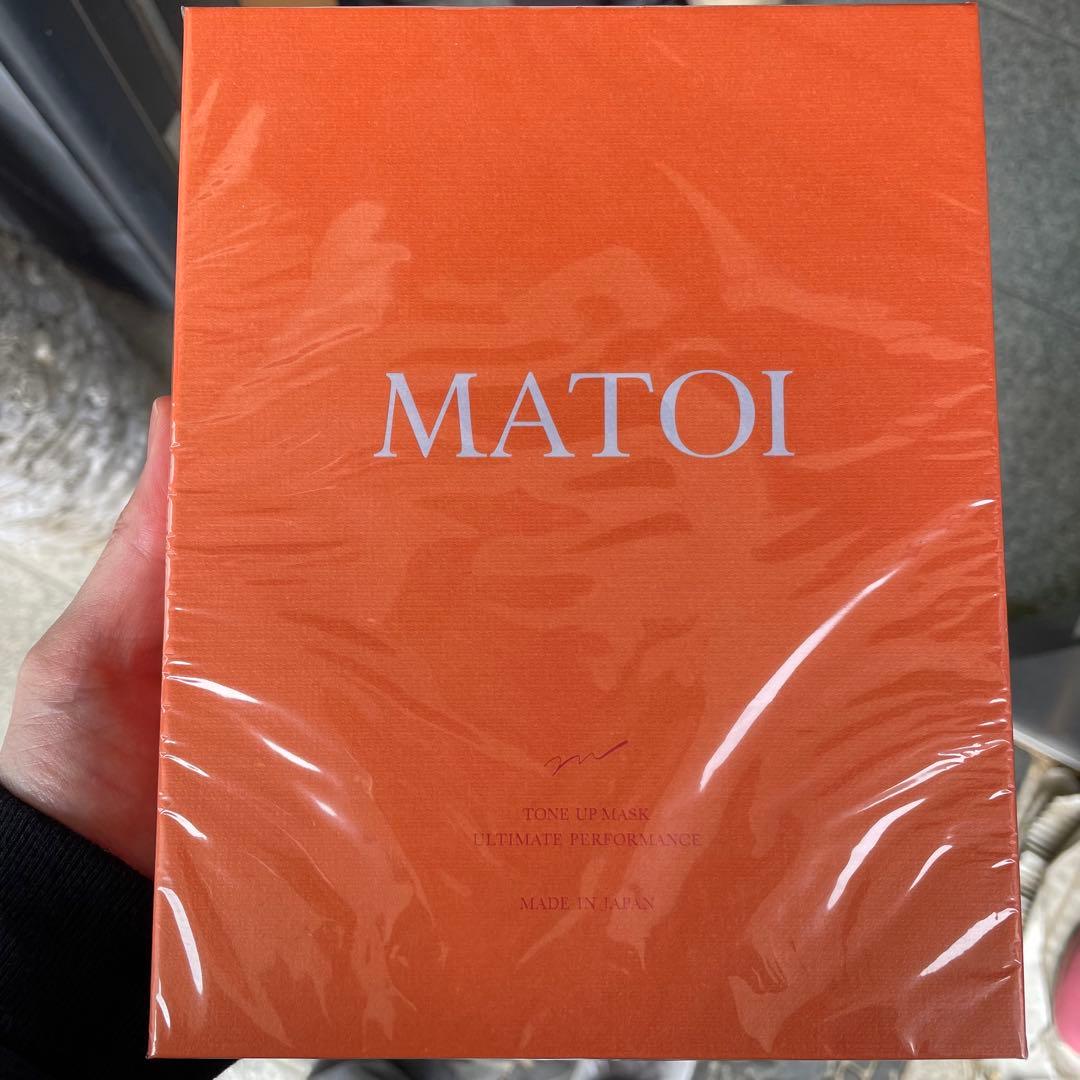 MATOI
TONE UP MASK
ULTIMATE PERFORMANCE
MADE IN JAPAN